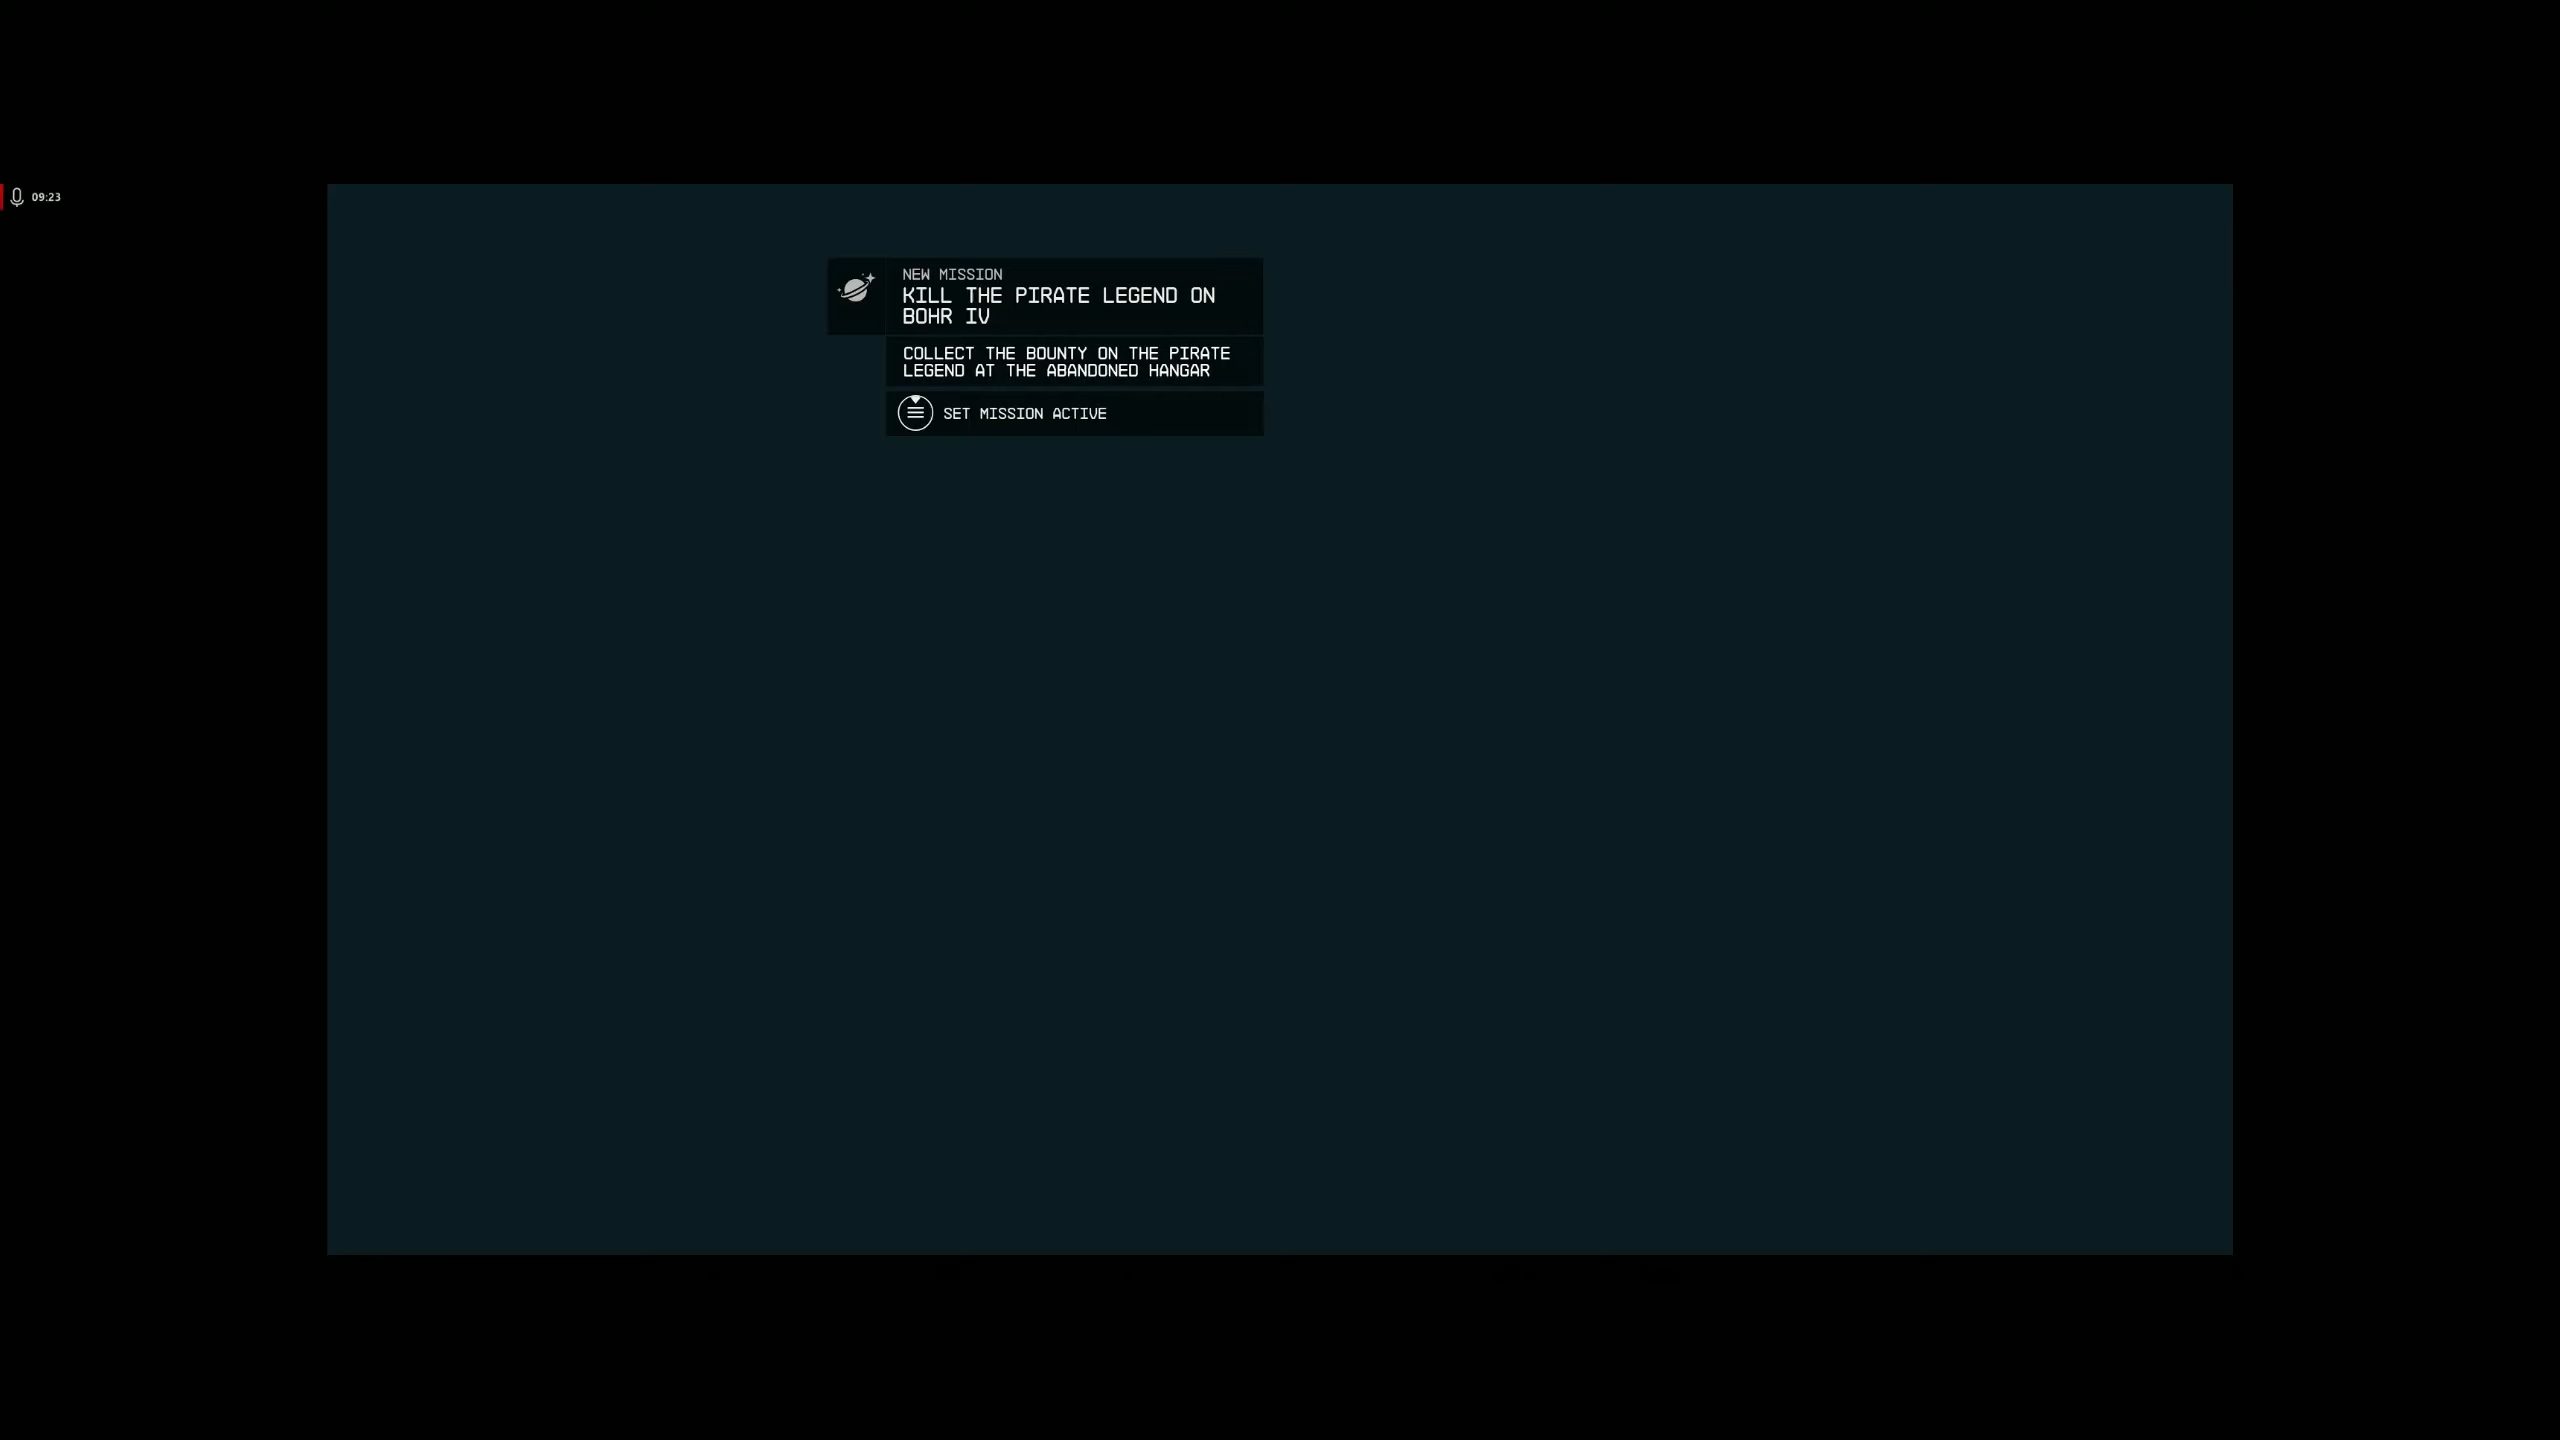 09:23
NEW MISSION
KILL THE PIRATE LEGEND ON
BOHR IV
COLLECT THE BOUNTY ON THE PIRATE
LEGEND AT THE ABANDONED HANGAR
SET MISSION ACTIVE